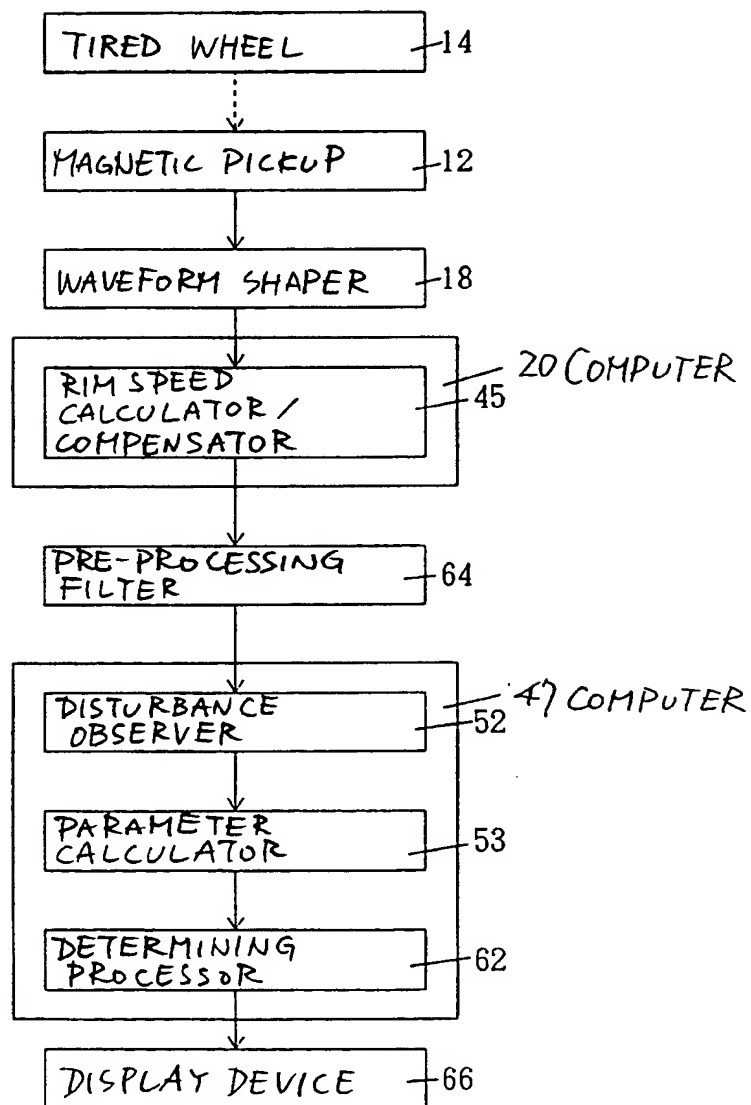 TIRED WHEEL 14
MAGNETIC PICKUP 12
WAVEFORM SHAPER 18
20 COMPUTER
RIM SPEED
CALCULATOR / 45
COMPENSATOR
PRE-PROCESSING
FILTER 64
47 COMPUTER
DISTURBANCE
OBSERVER 52
PARAMETER
CALCULATOR 53
DETERMINING
PROCESSOR 62
DISPLAY DEVICE 66